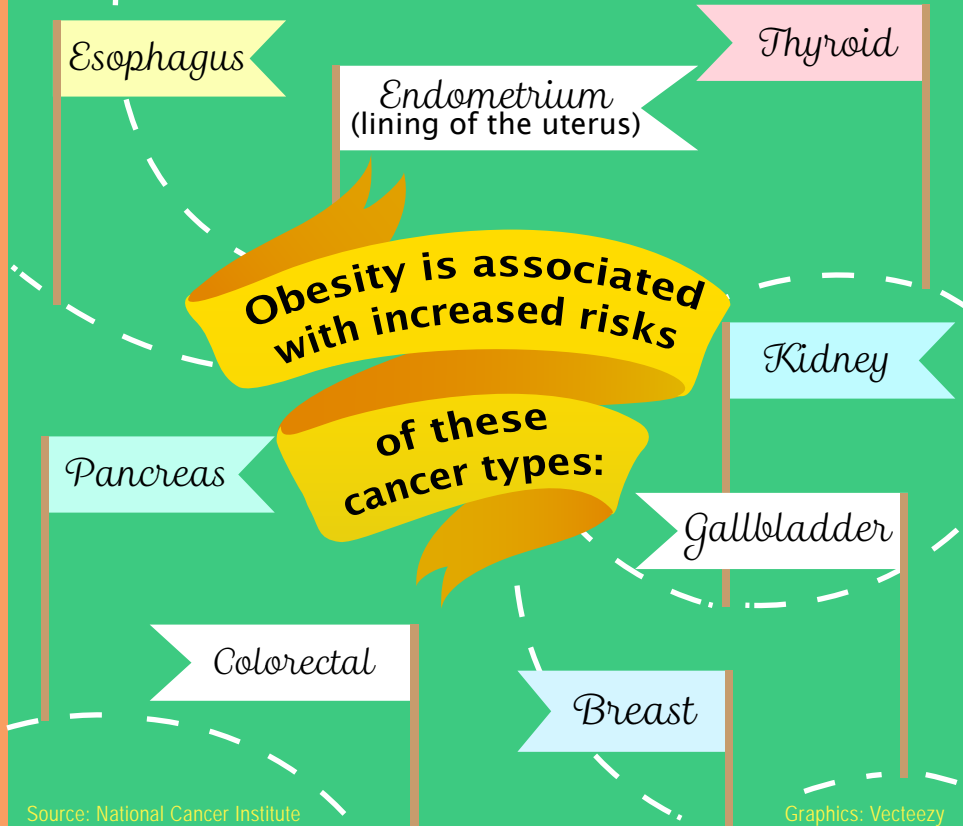 Esophagus
Thyroid
Endometrium
(lining of the uterus)
Obesity is associated
with increased risks
of these
cancer types:
Kidney
Pancreas
Gallbladder
Colorectal
Breast
Source: National Cancer Institute
Graphics: Vecteezy